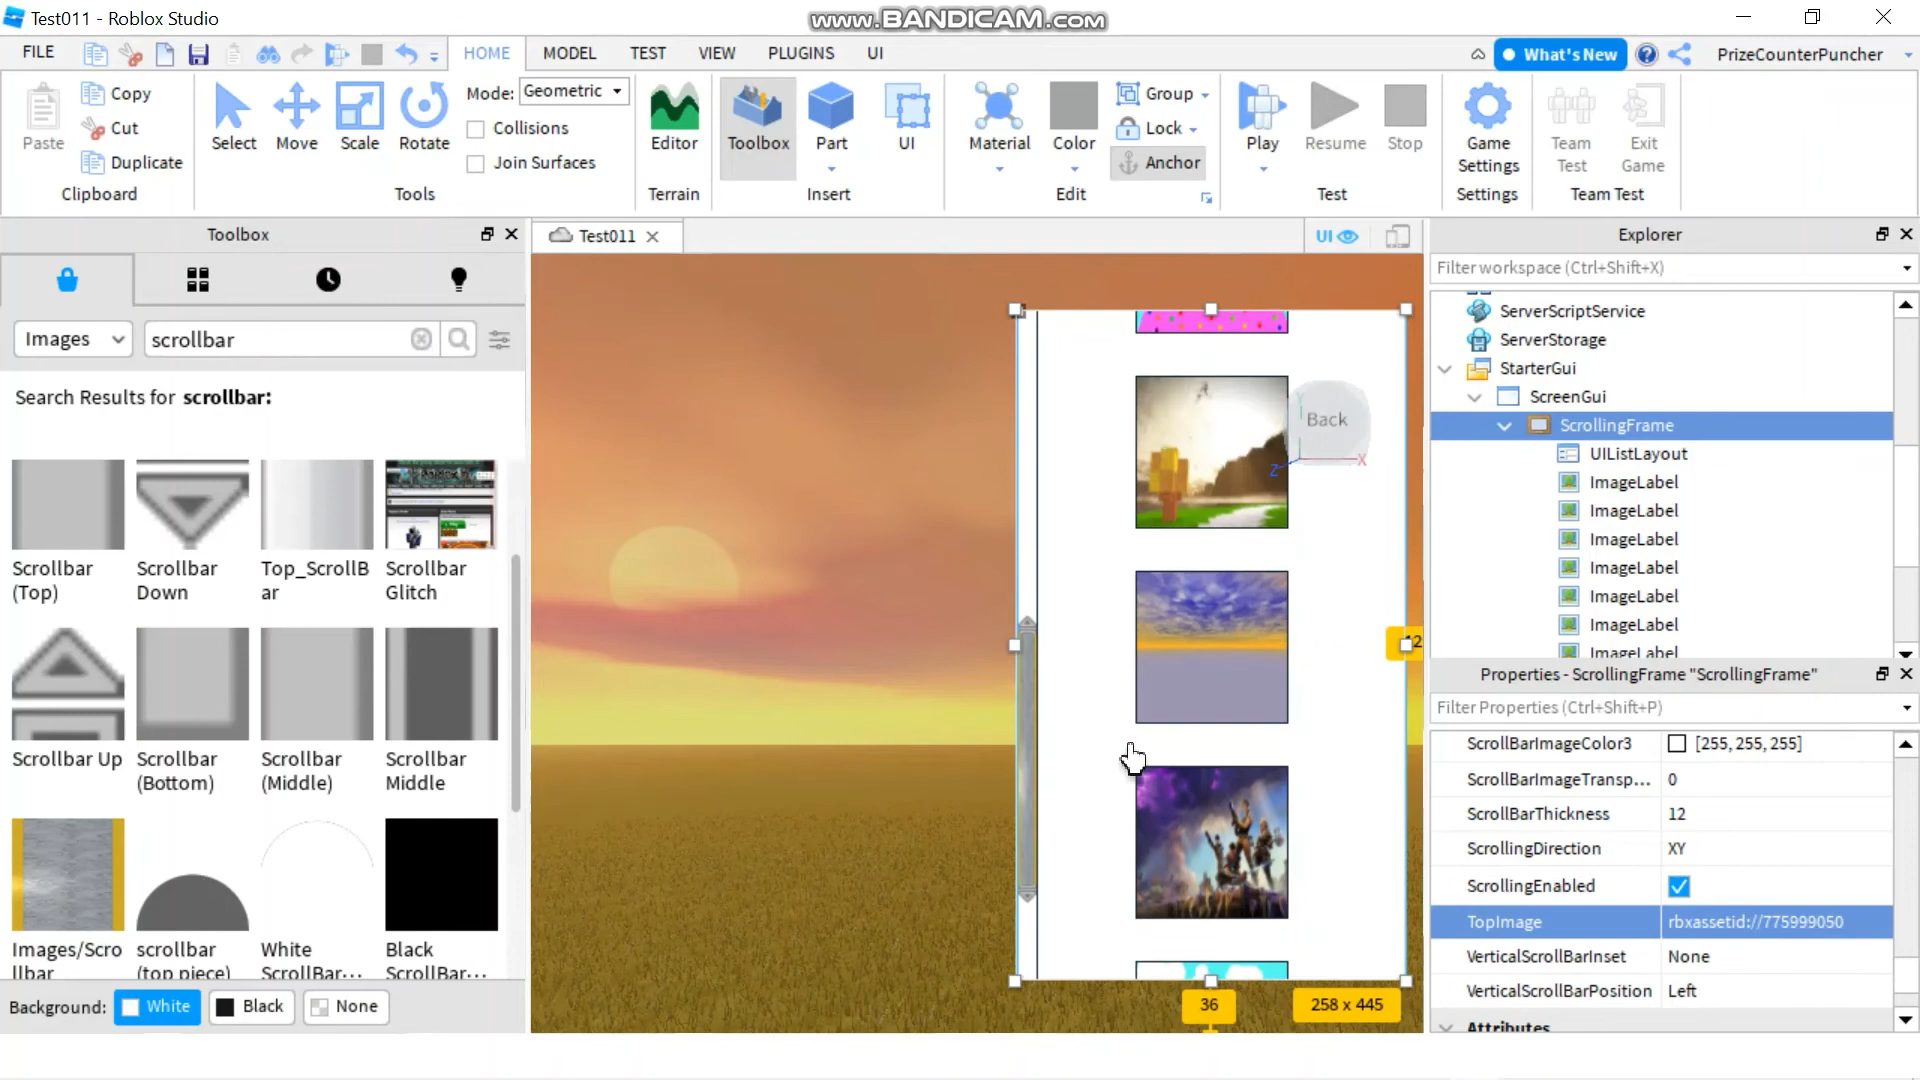 Test011 - Roblox Studio
www.BANDICAM.com
FILE
HOME
MODEL
TEST
VIEW
PLUGINS
UI
What's New
PrizeCounterPuncher
Paste
Copy
Cut
Duplicate
Clipboard
Select
Move
Scale
Rotate
Mode: Geometric
Collisions
Join Surfaces
Tools
Editor
Terrain
Toolbox
Part
UI
Insert
Material
Color
Group
Lock
Anchor
Edit
Play
Resume
Stop
Test
Game
Settings
Settings
Team
Test
Exit
Game
Team Test
Toolbox
Images
scrollbar
Search Results for scrollbar:
Scrollbar
(Top)
Scrollbar
Down
Top_ScrollB
ar
Scrollbar
Glitch
Scrollbar Up
Scrollbar
(Bottom)
Scrollbar
(Middle)
Scrollbar
Middle
Images/Scro
llbar
scrollbar
(top piece)
White
ScrollBar...
Black
ScrollBar...
Background:
White
Black
None
Test011
UI
Back
X
Z
36
258 x 445
Explorer
Filter workspace (Ctrl+Shift+X)
ServerScriptService
ServerStorage
StarterGui
ScreenGui
ScrollingFrame
UIListLayout
ImageLabel
ImageLabel
ImageLabel
ImageLabel
ImageLabel
ImageLabel
ImageLabel
Properties - ScrollingFrame "ScrollingFrame"
Filter Properties (Ctrl+Shift+P)
ScrollBarImageColor3 [255, 255, 255]
ScrollBarImageTransp... 0
ScrollBarThickness 12
ScrollingDirection XY
ScrollingEnabled
TopImage rbxassetid://775999050
VerticalScrollBarInset None
VerticalScrollBarPosition Left
Attributes